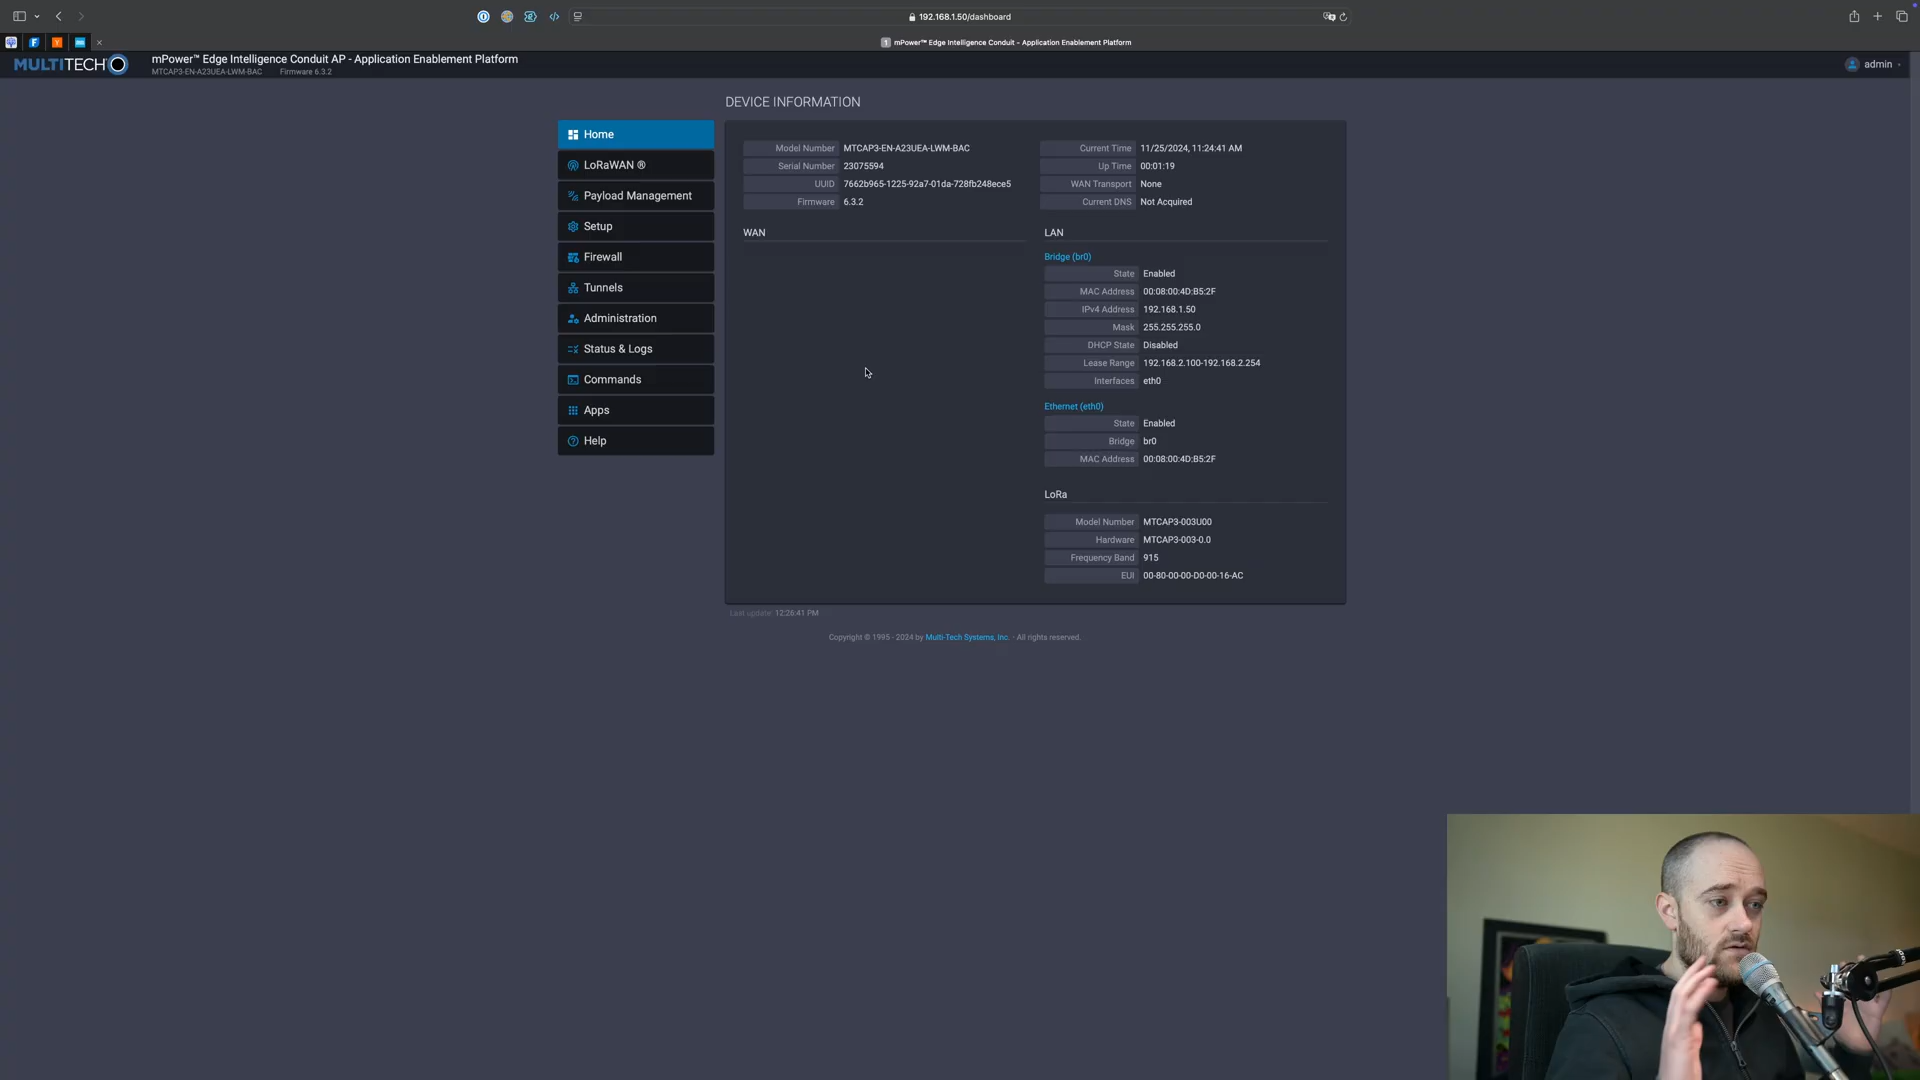 192.168.1.50/dashboard
1 mPower™ Edge Intelligence Conduit - Application Enablement Platform
MULTITECH
mPower™ Edge Intelligence Conduit AP - Application Enablement Platform
MTCAP3-EN-A23UEA-LWM-BAC Firmware 6.3.2
admin
DEVICE INFORMATION
Home
LoRaWAN ®
Payload Management
Setup
Firewall
Tunnels
Administration
Status & Logs
Commands
Apps
Help
Model Number MTCAP3-EN-A23UEA-LWM-BAC
Serial Number 23075594
UUID 7662b965-1225-92a7-01da-728fb248ece5
Firmware 6.3.2
Current Time 11/25/2024, 11:24:41 AM
Up Time 00:01:19
WAN Transport None
Current DNS Not Acquired
WAN
LAN
Bridge (br0)
State Enabled
MAC Address 00:08:00:4D:B5:2F
IPv4 Address 192.168.1.50
Mask 255.255.255.0
DHCP State Disabled
Lease Range 192.168.2.100-192.168.2.254
Interfaces eth0
Ethernet (eth0)
State Enabled
Bridge br0
MAC Address 00:08:00:4D:B5:2F
LoRa
Model Number MTCAP3-003U00
Hardware MTCAP3-003-0.0
Frequency Band 915
EUI 00-80-00-00-D0-00-16-AC
Last update: 12:26:41 PM
Copyright © 1995 - 2024 by Multi-Tech Systems, Inc. - All rights reserved.